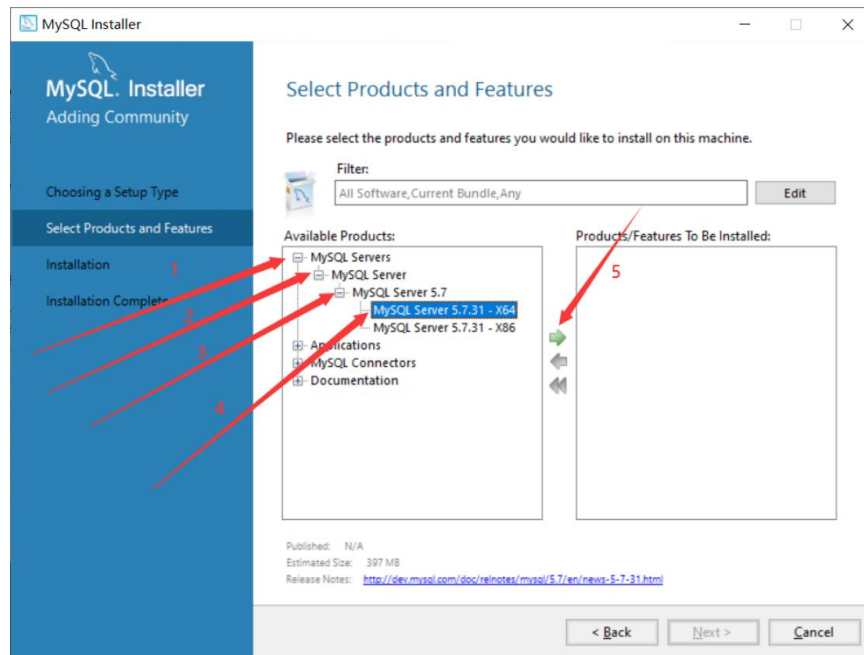 MySQL Installer
MySQL. Installer
Adding Community
Choosing a Setup Type
Select Products and Features
Installation
Installation Complete
Select Products and Features
Please select the products and features you would like to install on this machine.
Filter:
All Software,Current Bundle,Any
Edit
Available Products:
MySQL Servers
MySQL Server
MySQL Server 5.7
MySQL Server 5.7.31 - X64
MySQL Server 5.7.31 - X86
Applications
MySQL Connectors
Documentation
Products/Features To Be Installed:
1
2
3
4
5
Published: N/A
Estimated Size: 397 MB
Release Notes: http://dev.mysql.com/doc/relnotes/mysql/5.7/en/news-5-7-31.html
< Back
Next >
Cancel